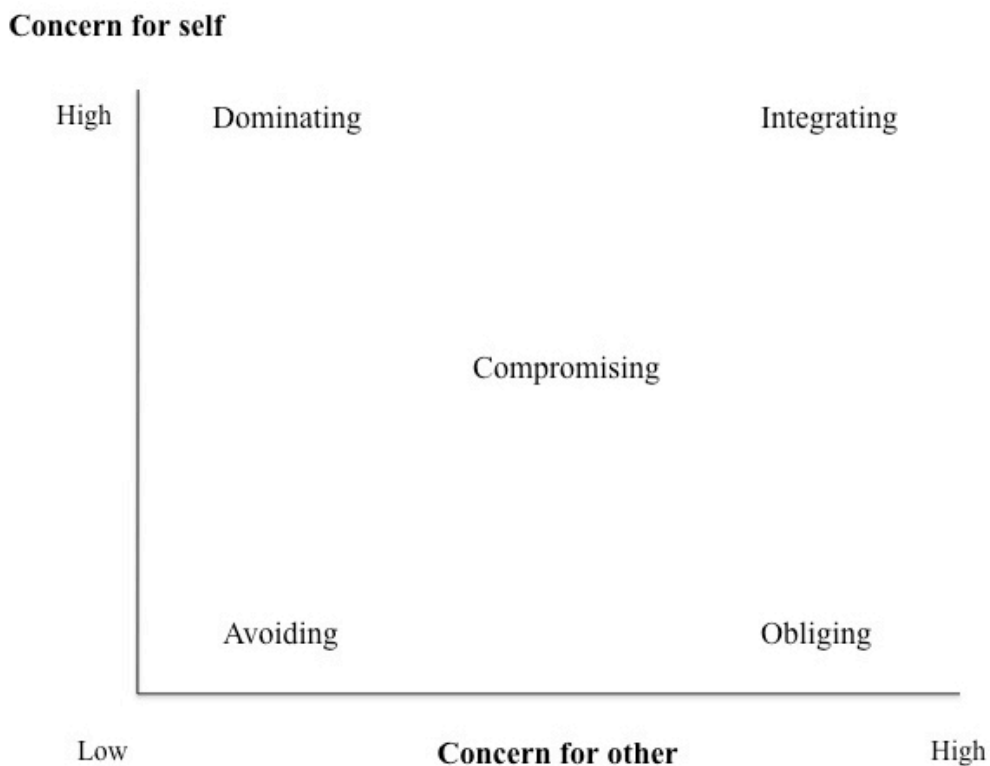 Concern for self
High
Dominating
Integrating
Compromising
Avoiding
Obliging
Low
Concern for other
High